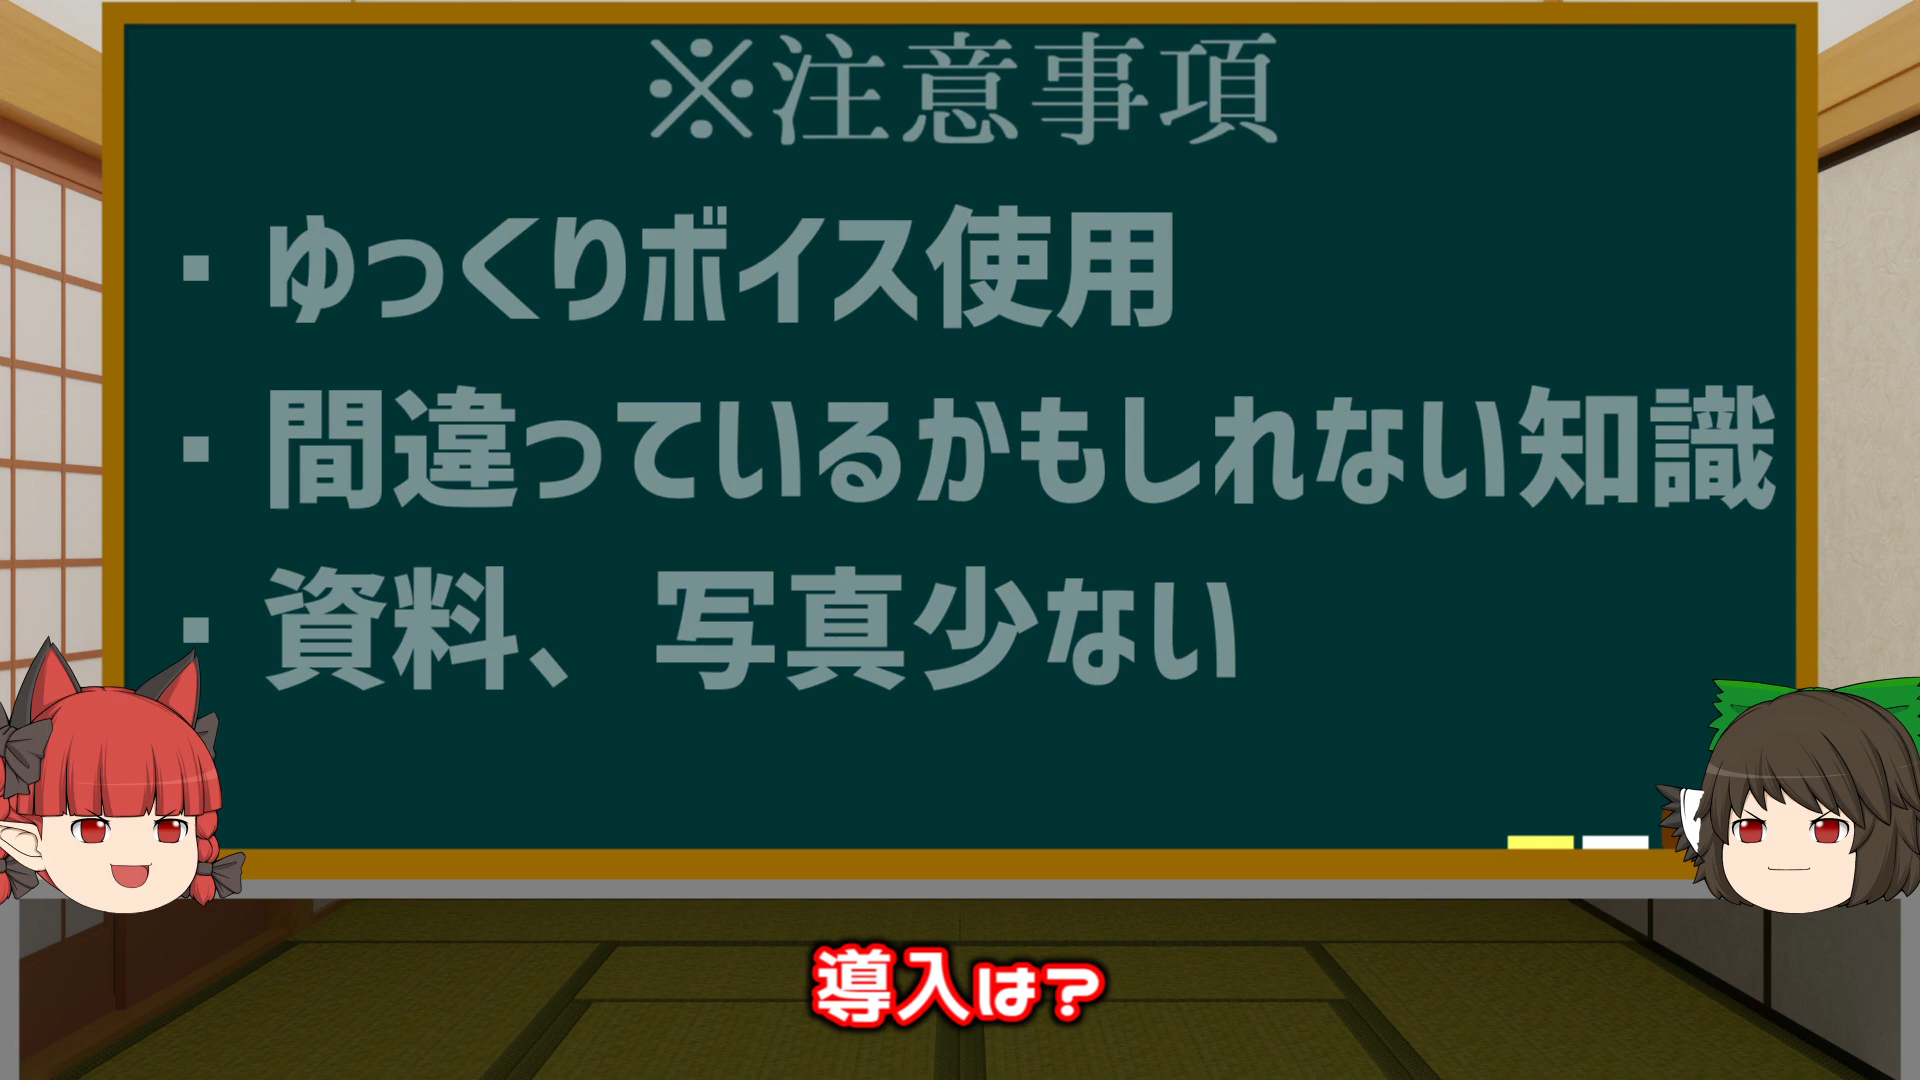 ※注意事項
・ゆっくりボイス使用
・間違っているかもしれない知識
・資料、写真少ない
導入は?